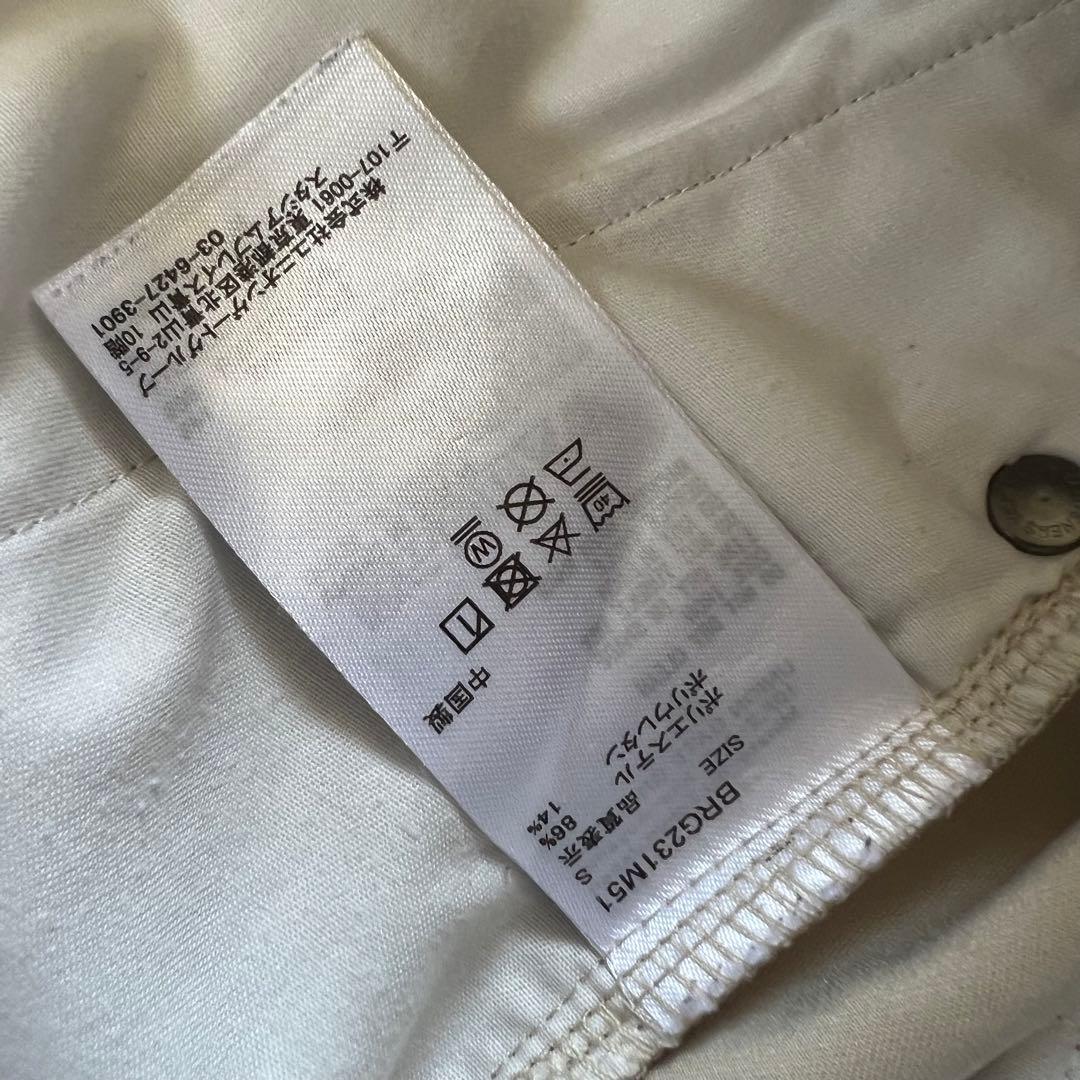 BRG231M51
SIZE S
品質表示
ポリエステル 86%
ポリウレタン 14%
40
W
中国製
株式会社ユニオンゲートグループ
〒107-0061 東京都港区北青山2-9-5
スタジアムプレイス青山 10階
03-6427-3901